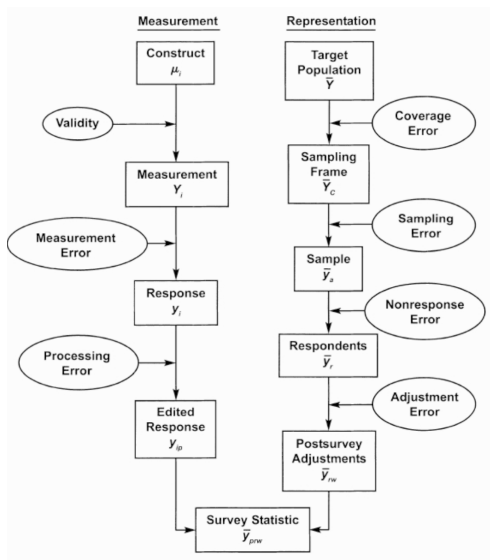 Measurement
Representation
Construct
μi
Validity
Measurement
Yi
Measurement
Error
Response
yi
Processing
Error
Edited
Response
yip
Target
Population
Ȳ
Coverage
Error
Sampling
Frame
ȲC
Sampling
Error
Sample
ȳs
Nonresponse
Error
Respondents
ȳr
Adjustment
Error
Postsurvey
Adjustments
ȳrw
Survey Statistic
ȳprw